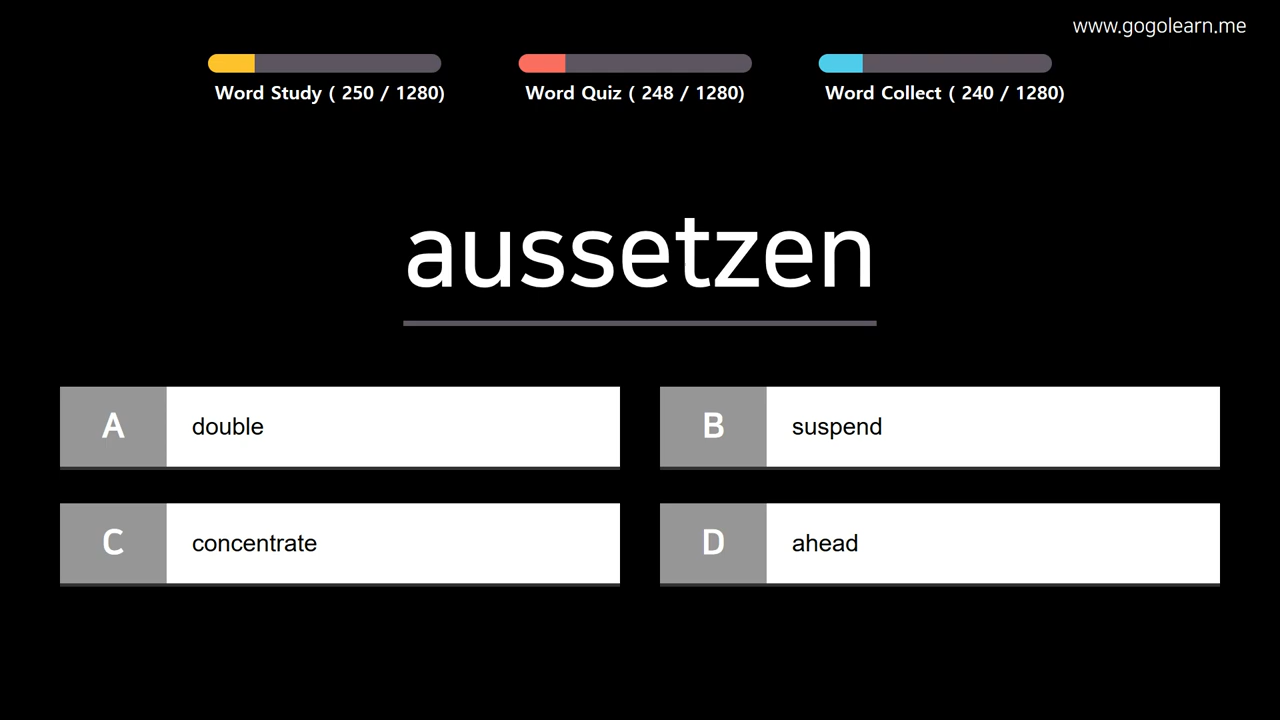 www.gogolearn.me
Word Study ( 250 / 1280)
Word Quiz ( 248 / 1280)
Word Collect ( 240 / 1280)
aussetzen
A double
B suspend
C concentrate
D ahead